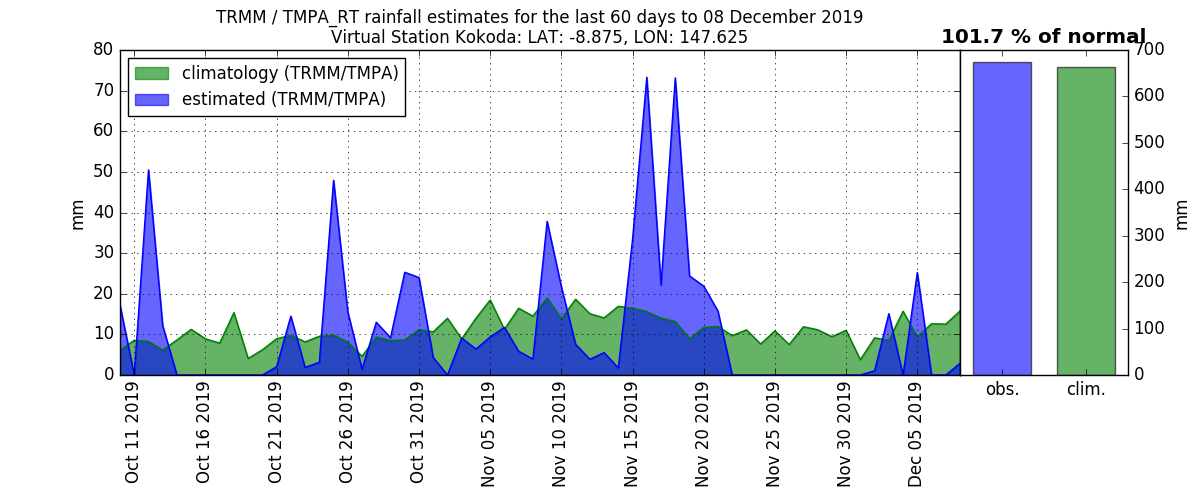 TRMM / TMPA_RT rainfall estimates for the last 60 days to 08 December 2019
Virtual Station Kokoda: LAT: -8.875, LON: 147.625
101.7 % of normal
climatology (TRMM/TMPA)
estimated (TRMM/TMPA)
mm
80
70
60
50
40
30
20
10
0
Oct 11 2019
Oct 16 2019
Oct 21 2019
Oct 26 2019
Oct 31 2019
Nov 05 2019
Nov 10 2019
Nov 15 2019
Nov 20 2019
Nov 25 2019
Nov 30 2019
Dec 05 2019
obs.
clim.
700
600
500
400
300
200
100
0
mm